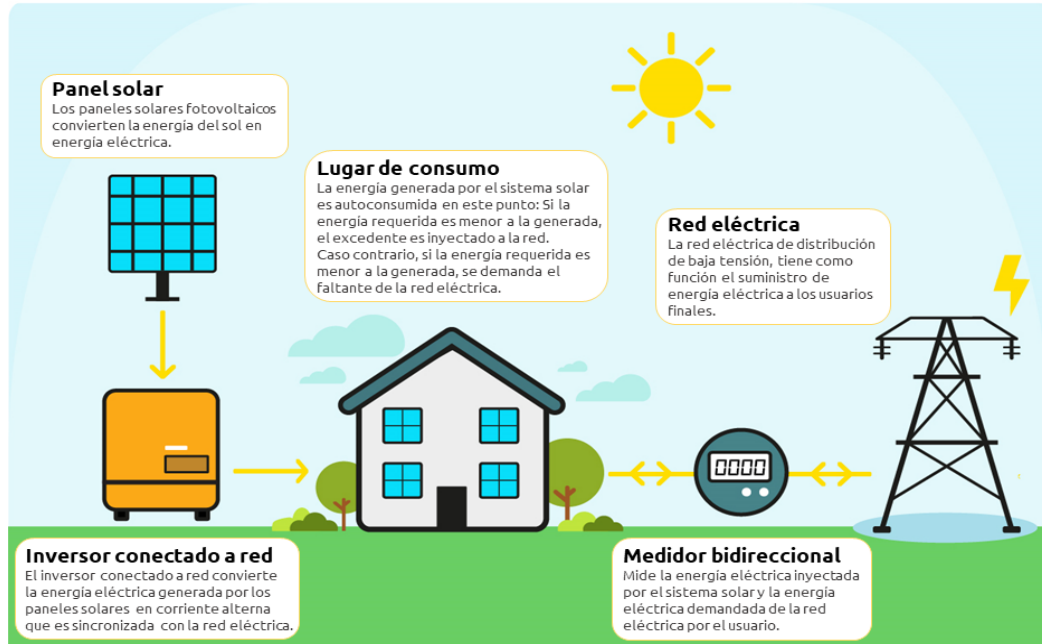 Panel solar
Los paneles solares fotovoltaicos
convierten la energía del sol en
energía eléctrica.
Lugar de consumo
La energía generada por el sistema solar
es autoconsumida en este punto: Si la
energía requerida es menor a la generada,
el excedente es inyectado a la red.
Caso contrario, si la energía requerida es
menor a la generada, se demanda el
faltante de la red eléctrica.
Red eléctrica
La red eléctrica de distribución
de baja tensión, tiene como
función el suministro de
energía eléctrica a los usuarios
finales.
0000
Inversor conectado a red
El inversor conectado a red convierte
la energía eléctrica generada por los
paneles solares en corriente alterna
que es sincronizada con la red eléctrica.
Medidor bidireccional
Mide la energía eléctrica inyectada
por el sistema solar y la energía
eléctrica demandada de la red
eléctrica por el usuario.